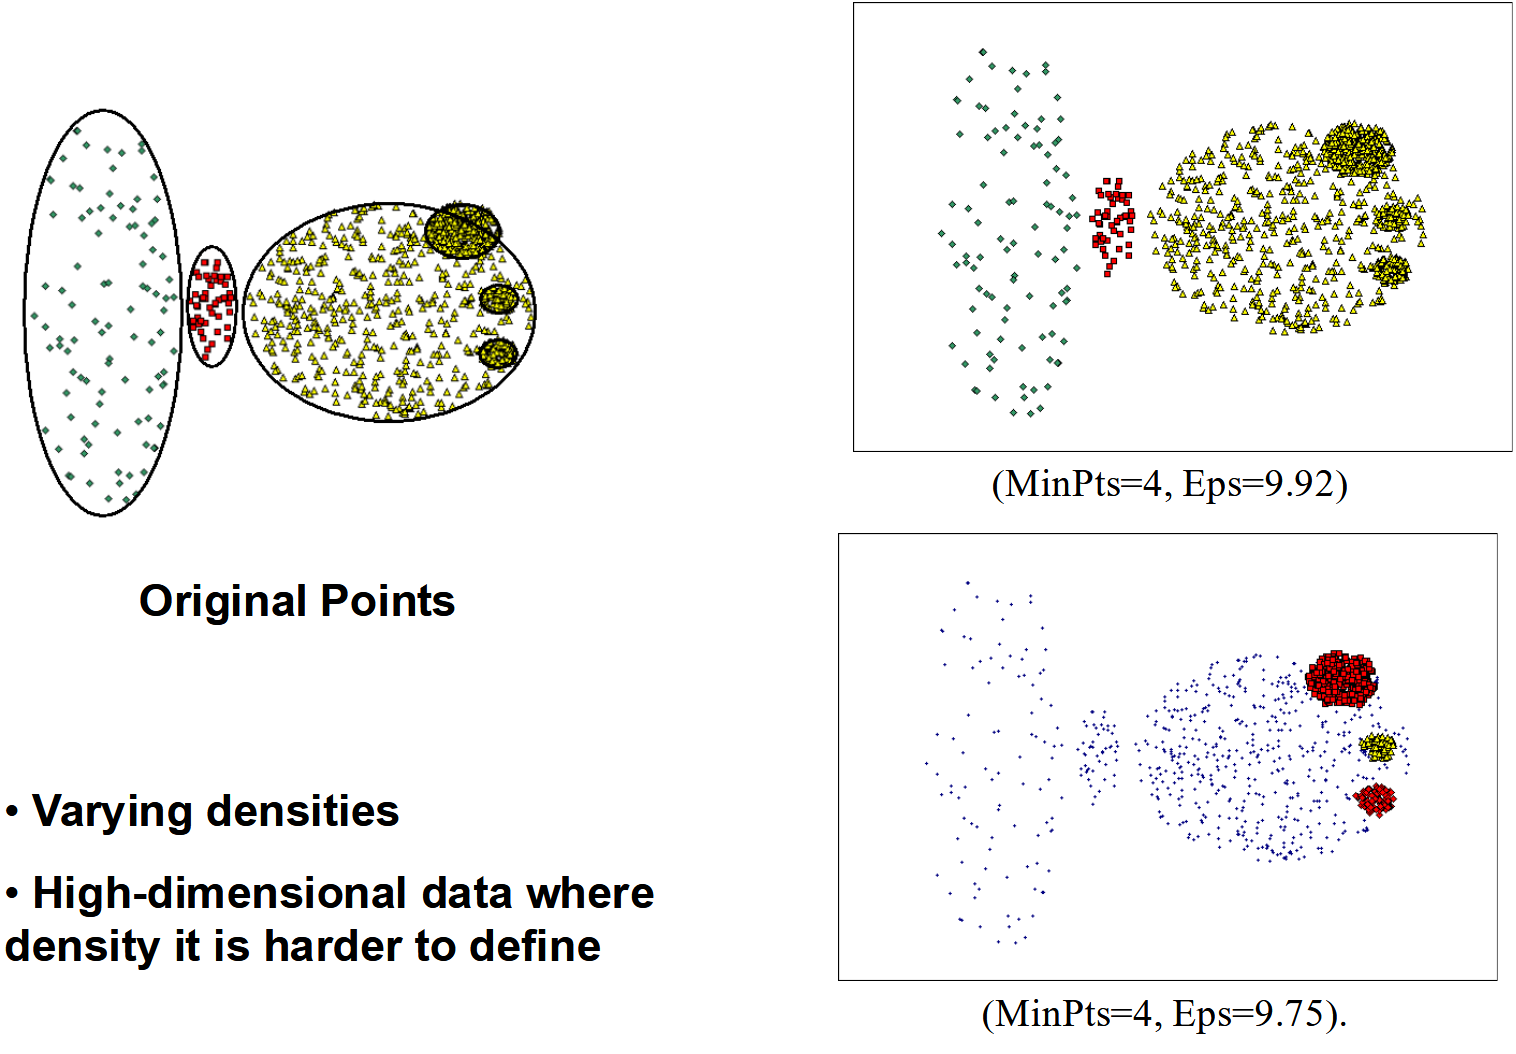 Original Points
• Varying densities
• High-dimensional data where
density it is harder to define
(MinPts=4, Eps=9.92)
(MinPts=4, Eps=9.75).